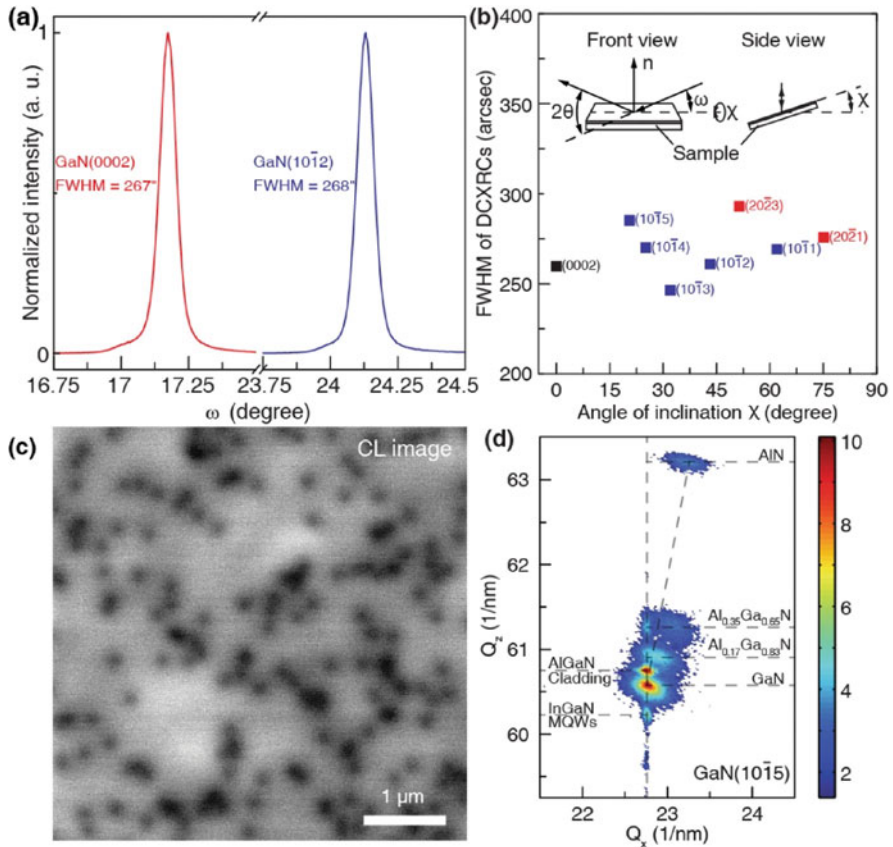 (a)
Normalized intensity (a. u.)
1
0
GaN(0002)
FWHM = 267"
GaN(101̄2)
FWHM = 268"
16.75 17 17.25 23.75 24 24.25 24.5
ω (degree)
(b)
FWHM of DCXRCs (arcsec)
400
350
300
250
200
Front view
Side view
n
2θ
ω
χ
χ
Sample
(0002)
(101̄5)
(101̄4)
(101̄3)
(101̄2)
(202̄3)
(101̄1)
(202̄1)
0 15 30 45 60 75 90
Angle of inclination χ (degree)
(c)
CL image
1 μm
(d)
Q_z (1/nm)
63
62
61
60
AlN
Al₀.₃₅Ga₀.₆₅N
Al₀.₁₇Ga₀.₈₃N
AlGaN
Cladding
GaN
InGaN
MQWs
GaN(101̄5)
22 23 24
Qₓ (1/nm)
10
8
6
4
2